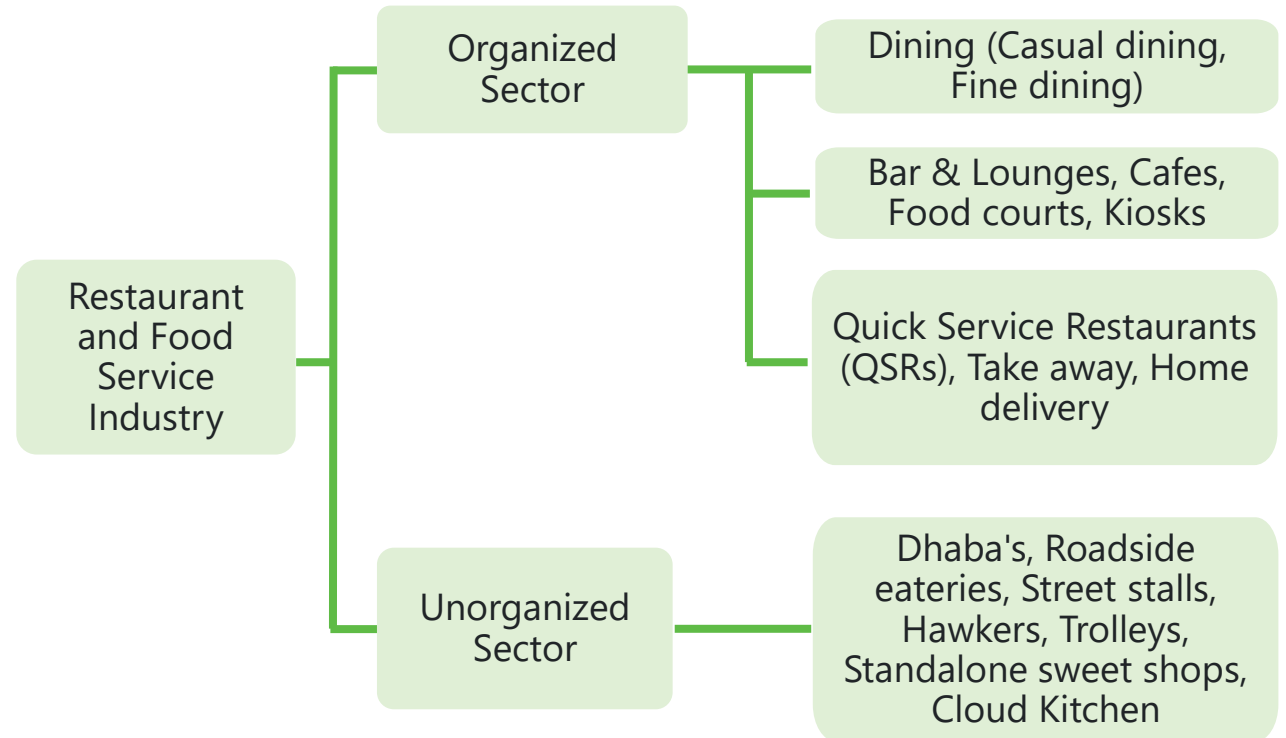 Restaurant
and Food
Service
Industry
Organized
Sector
Dining (Casual dining,
Fine dining)
Bar & Lounges, Cafes,
Food courts, Kiosks
Quick Service Restaurants
(QSRs), Take away, Home
delivery
Unorganized
Sector
Dhaba's, Roadside
eateries, Street stalls,
Hawkers, Trolleys,
Standalone sweet shops,
Cloud Kitchen